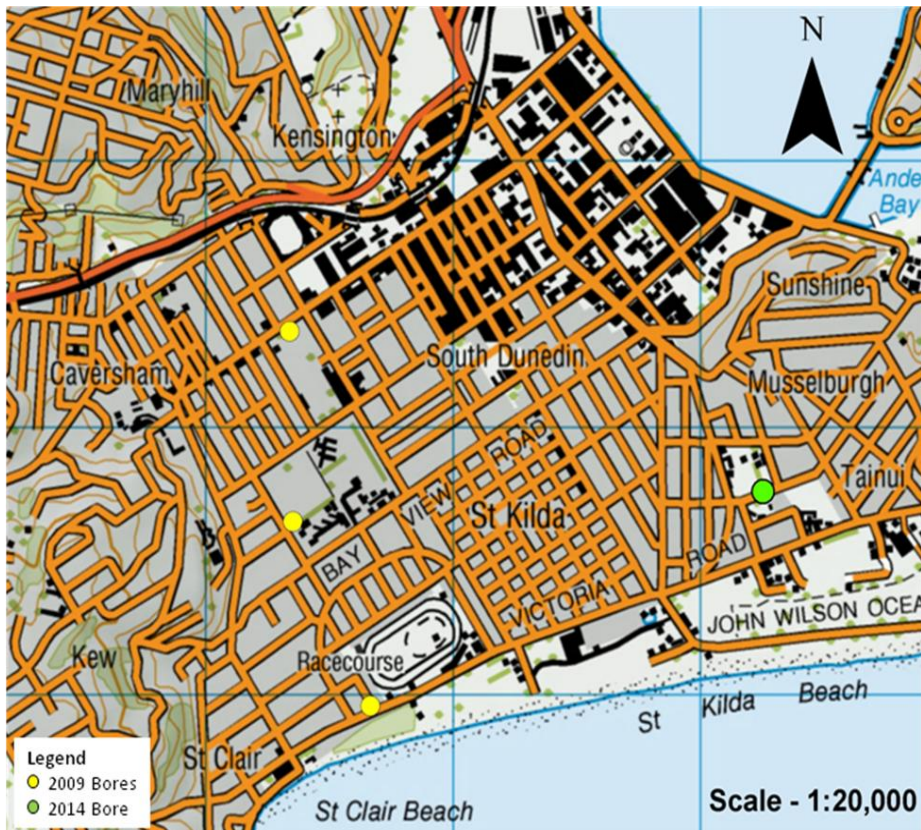 N
Maryhill
Kensington
Ande
Bay
Sunshine
Caversham
South Dunedin
Musselburgh
ROAD
Tainui
VIEW
St Kilda
BAY
ROAD
VICTORIA
JOHN WILSON OCEA
Racecourse
Kew
St Kilda Beach
St Clair
Legend
2009 Bores
2014 Bore
St Clair Beach
Scale - 1:20,000